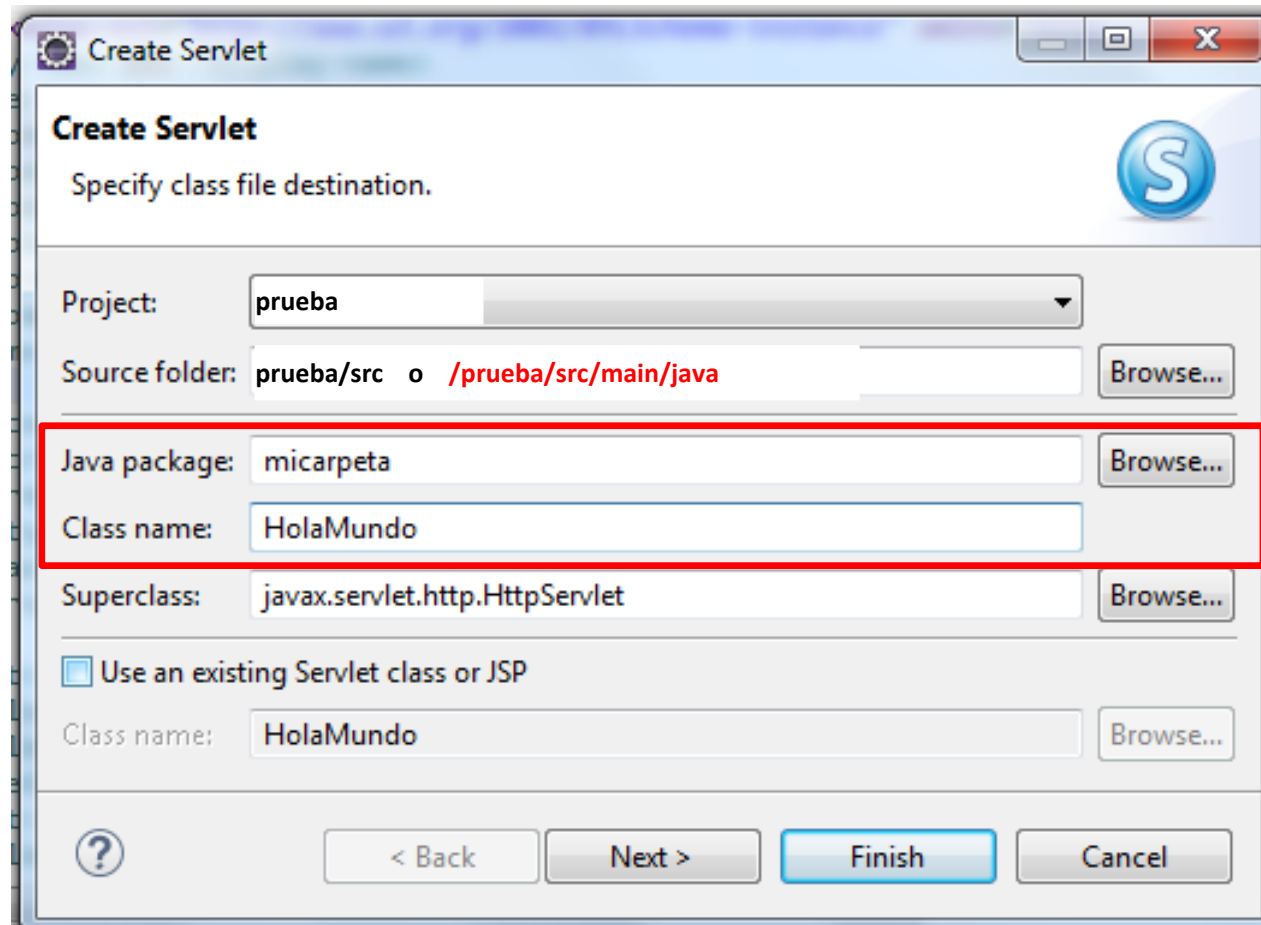 Create Servlet
Create Servlet
Specify class file destination.
Project: prueba
Source folder: prueba/src o /prueba/src/main/java Browse...
Java package: micarpeta Browse...
Class name: HolaMundo
Superclass: javax.servlet.http.HttpServlet Browse...
Use an existing Servlet class or JSP
Class name: HolaMundo Browse...
? < Back Next > Finish Cancel